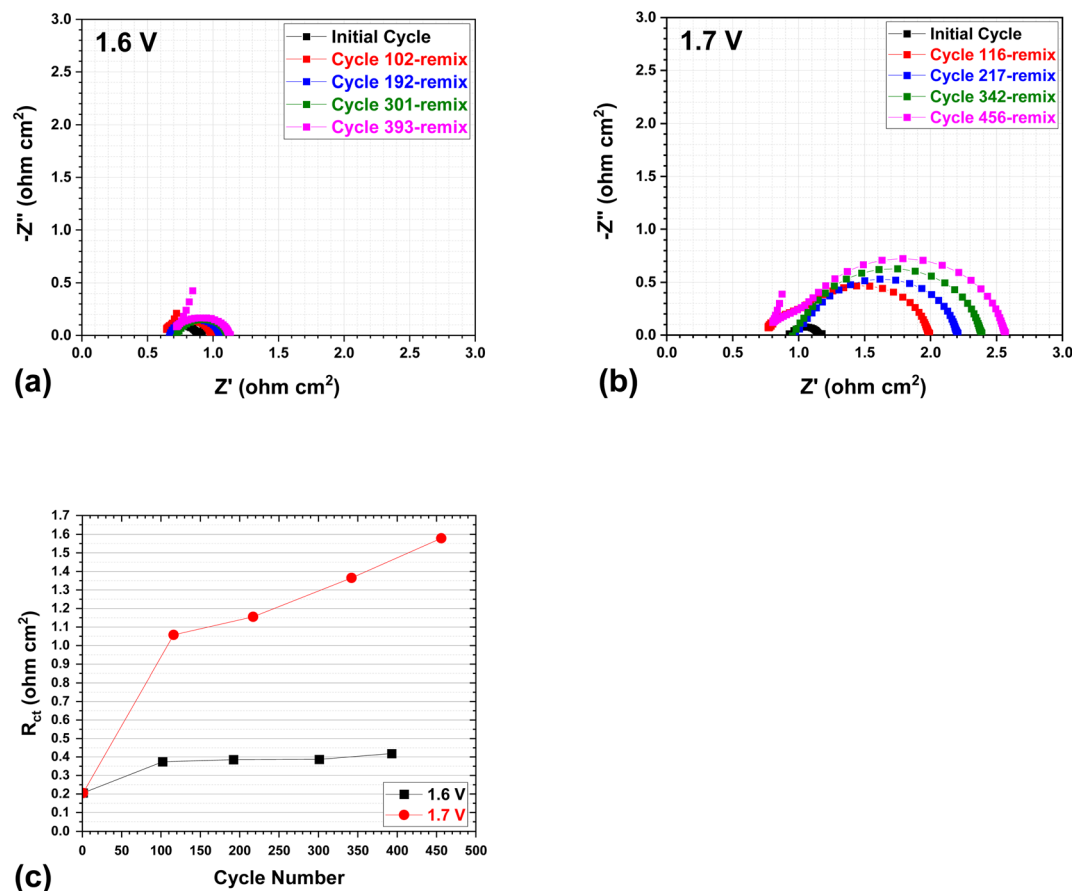 1.6 V
Initial Cycle
Cycle 102-remix
Cycle 192-remix
Cycle 301-remix
Cycle 393-remix
3.0
2.5
2.0
1.5
1.0
0.5
0.0
-Z'' (ohm cm²)
0.0 0.5 1.0 1.5 2.0 2.5 3.0
Z' (ohm cm²)
(a)
1.7 V
Initial Cycle
Cycle 116-remix
Cycle 217-remix
Cycle 342-remix
Cycle 456-remix
3.0
2.5
2.0
1.5
1.0
0.5
0.0
-Z'' (ohm cm²)
0.0 0.5 1.0 1.5 2.0 2.5 3.0
Z' (ohm cm²)
(b)
1.7
1.6
1.5
1.4
1.3
1.2
1.1
1.0
0.9
0.8
0.7
0.6
0.5
0.4
0.3
0.2
0.1
0.0
R_ct (ohm cm²)
1.6 V
1.7 V
0 50 100 150 200 250 300 350 400 450 500
Cycle Number
(c)